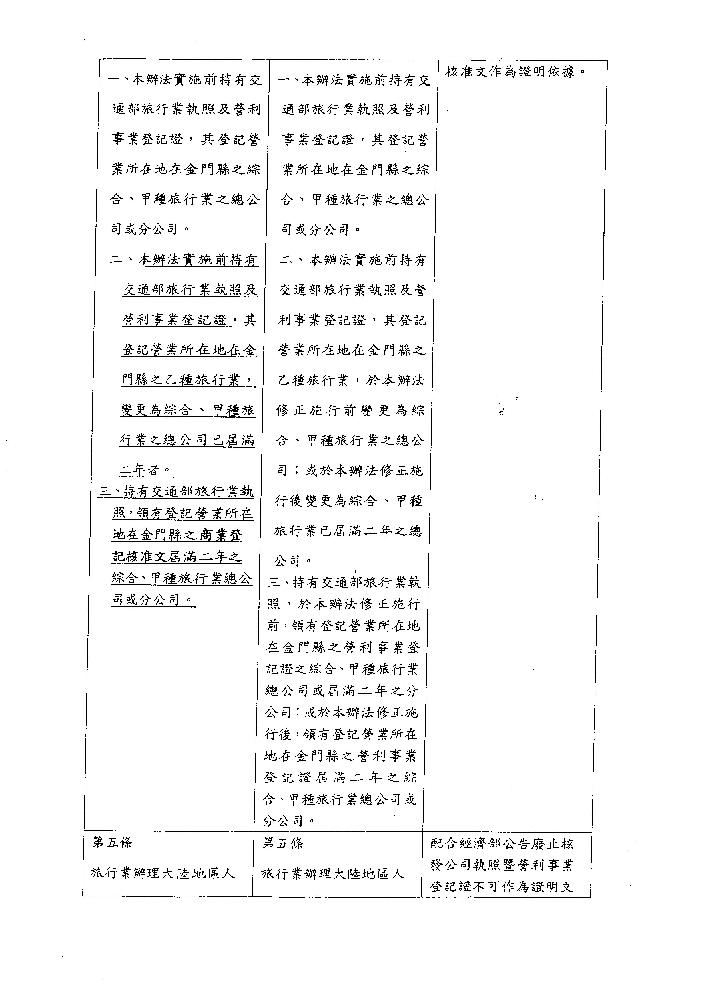 一、本辦法實施前持有交
通部旅行業執照及營利
事業登記證，其登記營
業所在地在金門縣之綜
合、甲種旅行業之總公
司或分公司。
二、本辦法實施前持有
交通部旅行業執照及
營利事業登記證，其
登記營業所在地在金
門縣之乙種旅行業，
變更為綜合、甲種旅
行業之總公司已屆滿
二年者。
三、持有交通部旅行業執
照，領有登記營業所在
地在金門縣之商業登
記核准文屆滿二年之
綜合、甲種旅行業總公
司或分公司。
一、本辦法實施前持有交
通部旅行業執照及營利
事業登記證，其登記營
業所在地在金門縣之綜
合、甲種旅行業之總公
司或分公司。
二、本辦法實施前持有
交通部旅行業執照及營
利事業登記證，其登記
營業所在地在金門縣之
乙種旅行業，於本辦法
修正施行前變更為綜
合、甲種旅行業之總公
司；或於本辦法修正施
行後變更為綜合、甲種
旅行業已屆滿二年之總
公司。
三、持有交通部旅行業執
照，於本辦法修正施行
前，領有登記營業所在地
在金門縣之營利事業登
記證之綜合、甲種旅行業
總公司或屆滿二年之分
公司；或於本辦法修正施
行後，領有登記營業所在
地在金門縣之營利事業
登記證屆滿二年之綜
合、甲種旅行業總公司或
分公司。
核准文作為證明依據。
第五條
旅行業辦理大陸地區人
第五條
旅行業辦理大陸地區人
配合經濟部公告廢止核
發公司執照暨營利事業
登記證不可作為證明文